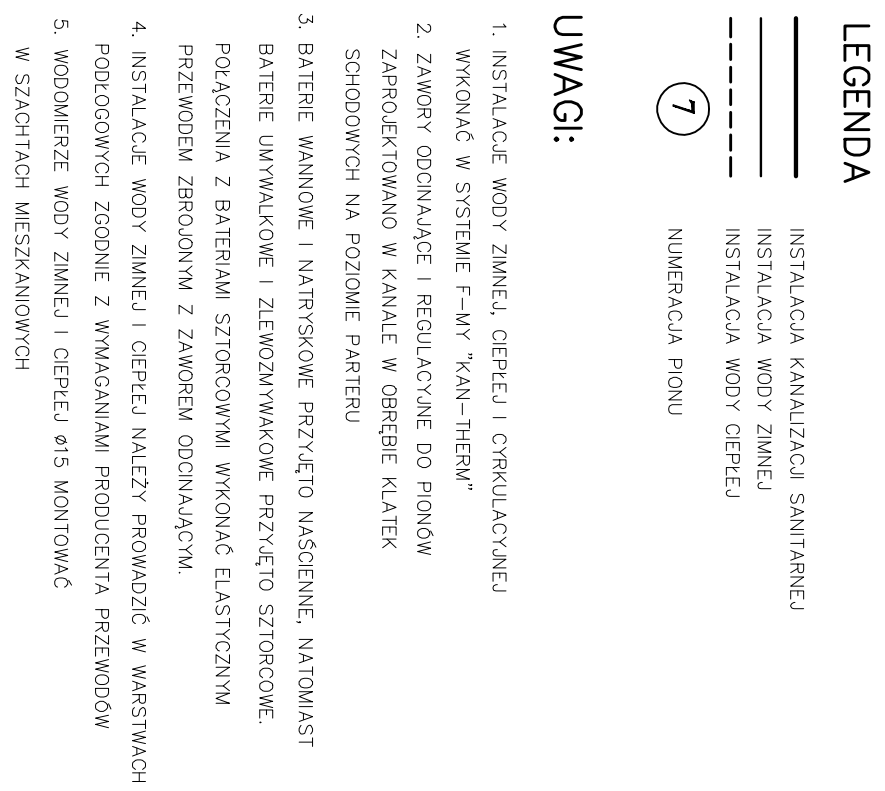 LEGENDA
INSTALACJA KANALIZACJI SANITARNEJ
INSTALACJA WODY ZIMNEJ
INSTALACJA WODY CIEPŁEJ
7 NUMERACJA PIONU
UWAGI:
1. INSTALACJE WODY ZIMNEJ, CIEPŁEJ I CYRKULACYJNEJ
WYKONAĆ W SYSTEMIE F-MY "KAN-THERM"
2. ZAWORY ODCINAJĄCE I REGULACYJNE DO PIONÓW
ZAPROJEKTOWANO W KANALE W OBRĘBIE KLATEK
SCHODOWYCH NA POZIOMIE PARTERU
3. BATERIE WANNOWE I NATRYSKOWE PRZYJĘTO NAŚCIENNE, NATOMIAST
BATERIE UMYWALKOWE I ZLEWOZMYWAKOWE PRZYJĘTO SZTORCOWE.
POŁĄCZENIA Z BATERIAMI SZTORCOWYMI WYKONAĆ ELASTYCZNYM
PRZEWODEM ZBROJONYM Z ZAWOREM ODCINAJĄCYM.
4. INSTALACJE WODY ZIMNEJ I CIEPŁEJ NALEŻY PROWADZIĆ W WARSTWACH
PODŁOGOWYCH ZGODNIE Z WYMAGANIAMI PRODUCENTA PRZEWODÓW
5. WODOMIERZE WODY ZIMNEJ I CIEPŁEJ ø15 MONTOWAĆ
W SZACHTACH MIESZKANIOWYCH